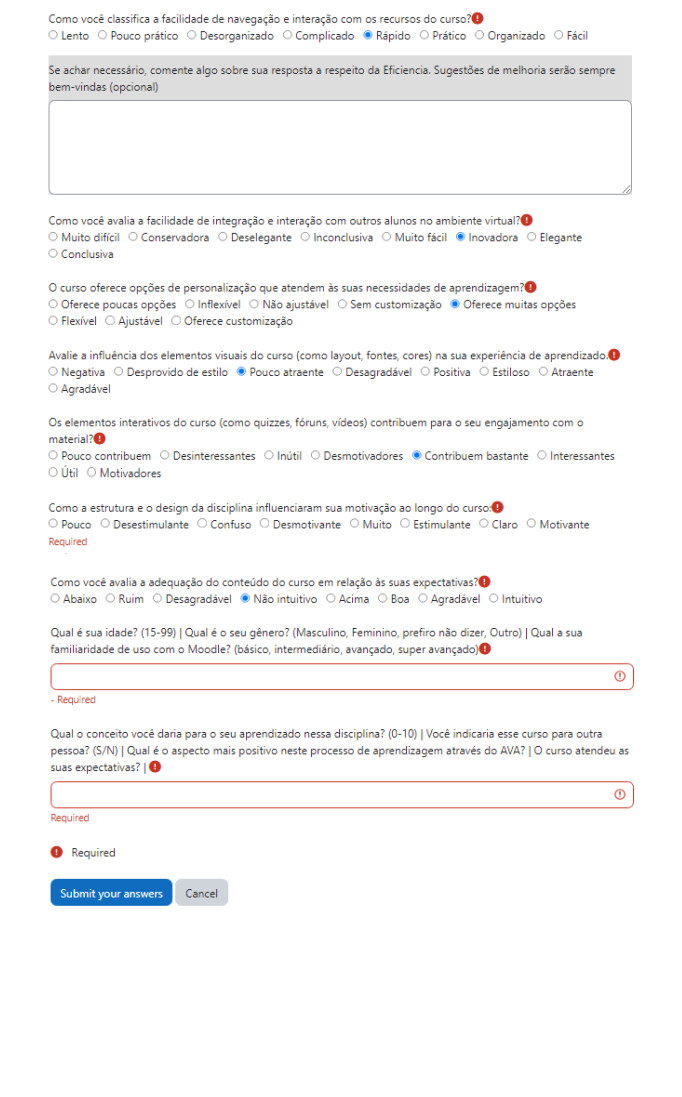 Como você classifica a facilidade de navegação e interação com os recursos do curso?
Lento Pouco prático Desorganizado Complicado Rápido Prático Organizado Fácil
Se achar necessário, comente algo sobre sua resposta a respeito da Eficiencia. Sugestões de melhoria serão sempre
bem-vindas (opcional)
Como você avalia a facilidade de integração e interação com outros alunos no ambiente virtual?
Muito difícil Conservadora Deselegante Inconclusiva Muito fácil Inovadora Elegante
Conclusiva
O curso oferece opções de personalização que atendem às suas necessidades de aprendizagem?
Oferece poucas opções Inflexível Não ajustável Sem customização Oferece muitas opções
Flexível Ajustável Oferece customização
Avalie a influência dos elementos visuais do curso (como layout, fontes, cores) na sua experiência de aprendizado.
Negativa Desprovido de estilo Pouco atraente Desagradável Positiva Estiloso Atraente
Agradável
Os elementos interativos do curso (como quizzes, fóruns, vídeos) contribuem para o seu engajamento com o
material?
Pouco contribuem Desinteressantes Inútil Desmotivadores Contribuem bastante Interessantes
Útil Motivadores
Como a estrutura e o design da disciplina influenciaram sua motivação ao longo do curso:
Pouco Desestimulante Confuso Desmotivante Muito Estimulante Claro Motivante
Required
Como você avalia a adequação do conteúdo do curso em relação às suas expectativas?
Abaixo Ruim Desagradável Não intuitivo Acima Boa Agradável Intuitivo
Qual é sua idade? (15-99) | Qual é o seu gênero? (Masculino, Feminino, prefiro não dizer, Outro) | Qual a sua
familiaridade de uso com o Moodle? (básico, intermediário, avançado, super avançado)
- Required
Qual o conceito você daria para o seu aprendizado nessa disciplina? (0-10) | Você indicaria esse curso para outra
pessoa? (S/N) | Qual é o aspecto mais positivo neste processo de aprendizagem através do AVA? | O curso atendeu as
suas expectativas? |
Required
Required
Submit your answers Cancel